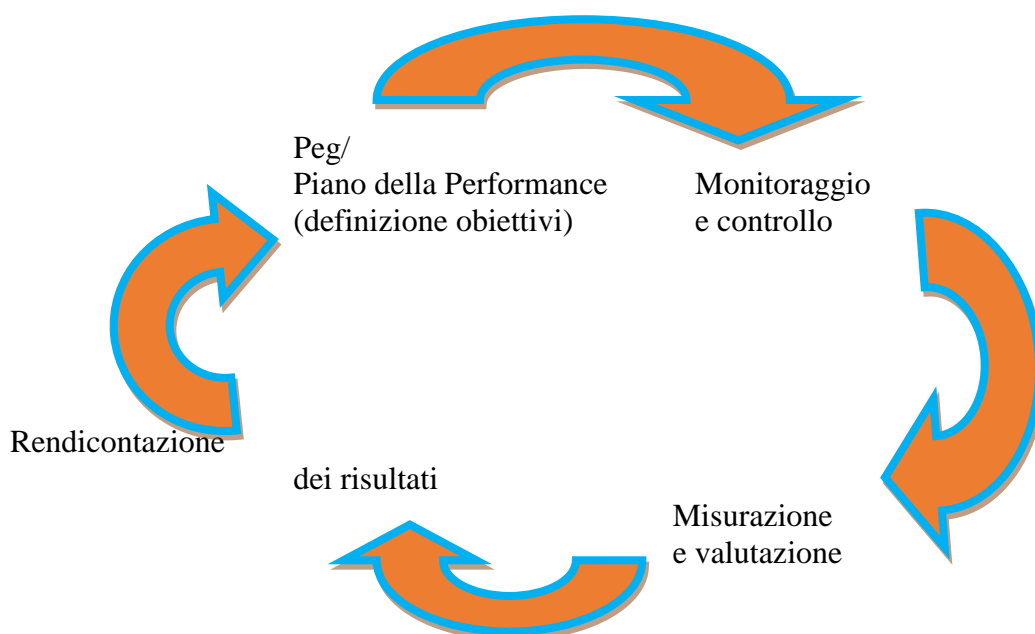 Peg/
Piano della Performance
(definizione obiettivi)
Monitoraggio
e controllo
Rendicontazione
dei risultati
Misurazione
e valutazione